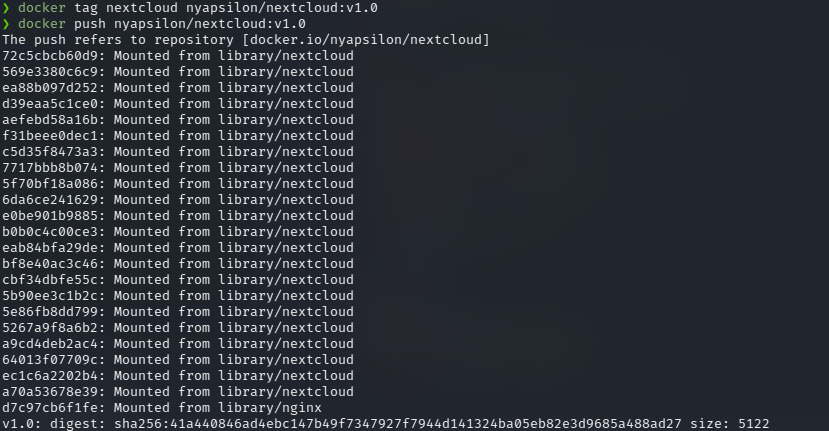 ❯ docker tag nextcloud nyapsilon/nextcloud:v1.0
❯ docker push nyapsilon/nextcloud:v1.0
The push refers to repository [docker.io/nyapsilon/nextcloud]
72c5cbcb60d9: Mounted from library/nextcloud
569e3380c6c9: Mounted from library/nextcloud
ea88b097d252: Mounted from library/nextcloud
d39eaa5c1ce0: Mounted from library/nextcloud
aefebd58a16b: Mounted from library/nextcloud
f31beee0dec1: Mounted from library/nextcloud
c5d35f8473a3: Mounted from library/nextcloud
7717bbb8b074: Mounted from library/nextcloud
5f70bf18a086: Mounted from library/nextcloud
6da6ce241629: Mounted from library/nextcloud
e0be901b9885: Mounted from library/nextcloud
b0b0c4c00ce3: Mounted from library/nextcloud
eab84bfa29de: Mounted from library/nextcloud
bf8e40ac3c46: Mounted from library/nextcloud
cbf34dbfe55c: Mounted from library/nextcloud
5b90ee3c1b2c: Mounted from library/nextcloud
5e86fb8dd799: Mounted from library/nextcloud
5267a9f8a6b2: Mounted from library/nextcloud
a9cd4deb2ac4: Mounted from library/nextcloud
64013f07709c: Mounted from library/nextcloud
ec1c6a2202b4: Mounted from library/nextcloud
a70a53678e39: Mounted from library/nextcloud
d7c97cb6f1fe: Mounted from library/nginx
v1.0: digest: sha256:41a440846ad4ebc147b49f7347927f7944d141324ba05eb82e3d9685a488ad27 size: 5122